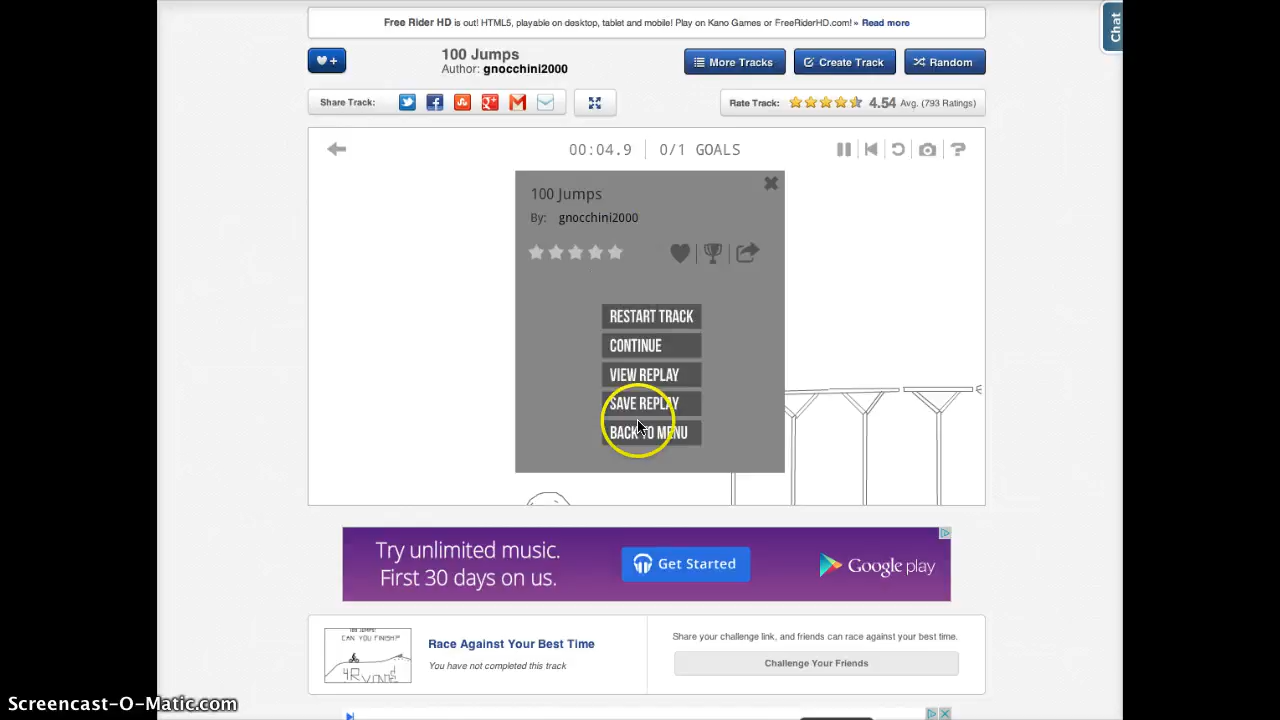 Free Rider HD is out! HTML5, playable on desktop, tablet and mobile! Play on Kano Games or FreeRiderHD.com! » Read more
Chat
+
100 Jumps
Author: gnocchini2000
More Tracks
Create Track
Random
Share Track:
Rate Track:
4.54 Avg. (793 Ratings)
00:04.9
0/1 GOALS
?
100 Jumps
By: gnocchini2000
RESTART TRACK
CONTINUE
VIEW REPLAY
SAVE REPLAY
BACK TO MENU
Try unlimited music.
First 30 days on us.
Get Started
Google play
CAN YOU FINISH?
Race Against Your Best Time
You have not completed this track
Share your challenge link, and friends can race against your best time.
Challenge Your Friends
Screencast-O-Matic.com